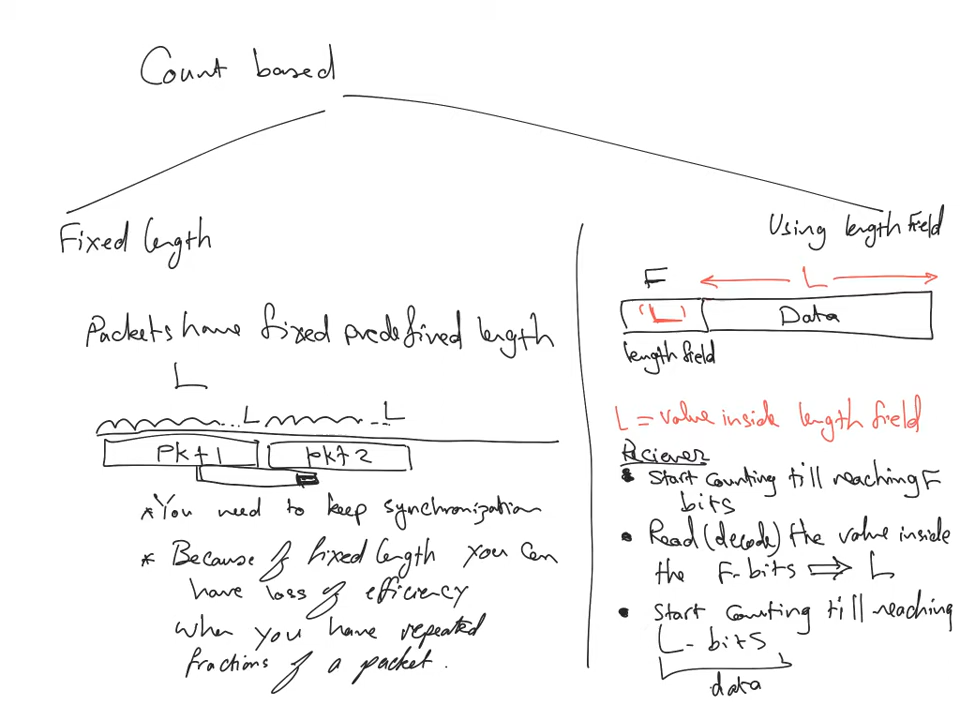 Count based
Fixed length
Packets have fixed predefined length
L
... L ... L
Pkt 1 pkt 2
* You need to keep synchronization
* Because of fixed length you can
have loss of efficiency
when you have repeated
fractions of a packet.
Using length field
F L
"L" Data
length field
L = value inside length field
Reciever
• Start counting till reaching F
bits
• Read (decode) the value inside
the F-bits ⇒ L
• Start counting till reaching
L-bits
data